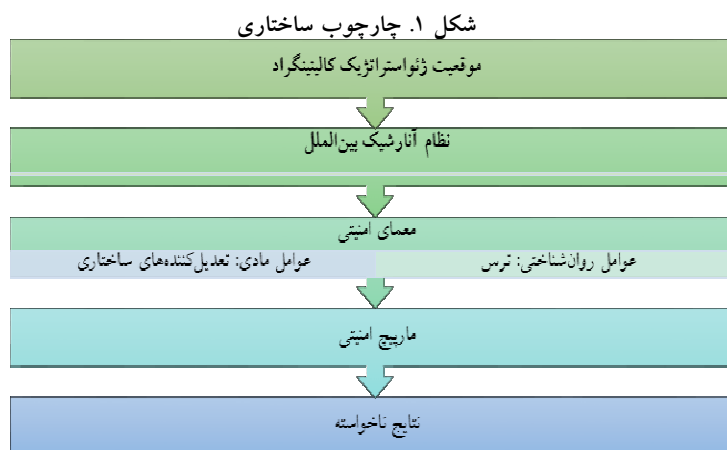 شکل ۱. چارچوب ساختاری
موقعیت ژئواستراتژیک کالینینگراد
نظام آنارشیک بین‌الملل
معمای امنیتی
عوامل روان‌شناختی: ترس
عوامل مادی: تعدیل‌کننده‌های ساختاری
مارپیچ امنیتی
نتایج ناخواسته